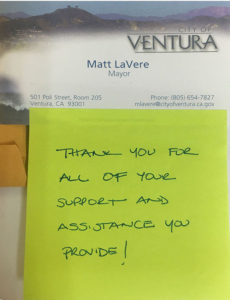 CITY OF
VENTURA
Matt LaVere
Mayor
501 Poli Street, Room 205
Ventura, CA 93001
Phone: (805) 654-7827
mlavere@cityofventura.ca.gov
THANK YOU FOR
ALL OF YOUR
SUPPORT AND
ASSISTANCE YOU
PROVIDE!